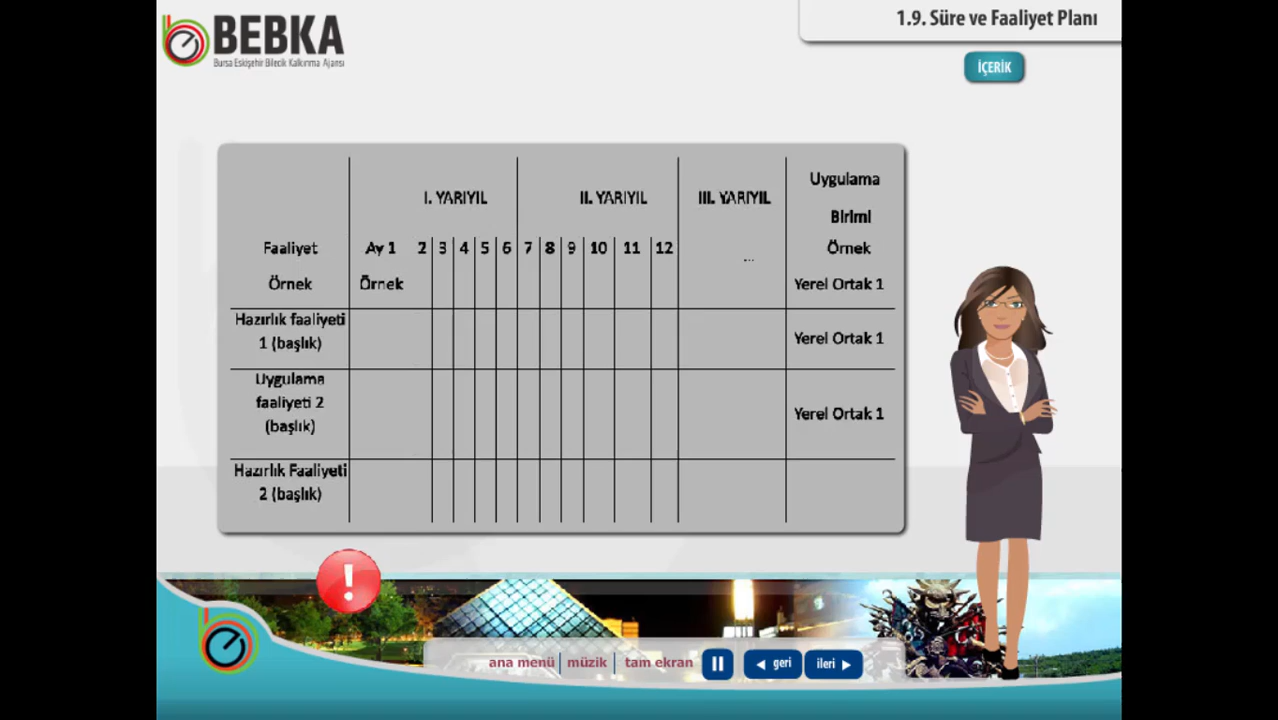 BEBKA
Bursa Eskişehir Bilecik Kalkınma Ajansı
1.9. Süre ve Faaliyet Planı
İÇERİK
I. YARIYIL II. YARIYIL III. YARIYIL Uygulama
Birimi
Faaliyet Ay 1 2 3 4 5 6 7 8 9 10 11 12 ... Örnek
Örnek Örnek Yerel Ortak 1
Hazırlık faaliyeti
1 (başlık) Yerel Ortak 1
Uygulama
faaliyeti 2
(başlık) Yerel Ortak 1
Hazırlık Faaliyeti
2 (başlık)
!
ana menü müzik tam ekran geri ileri